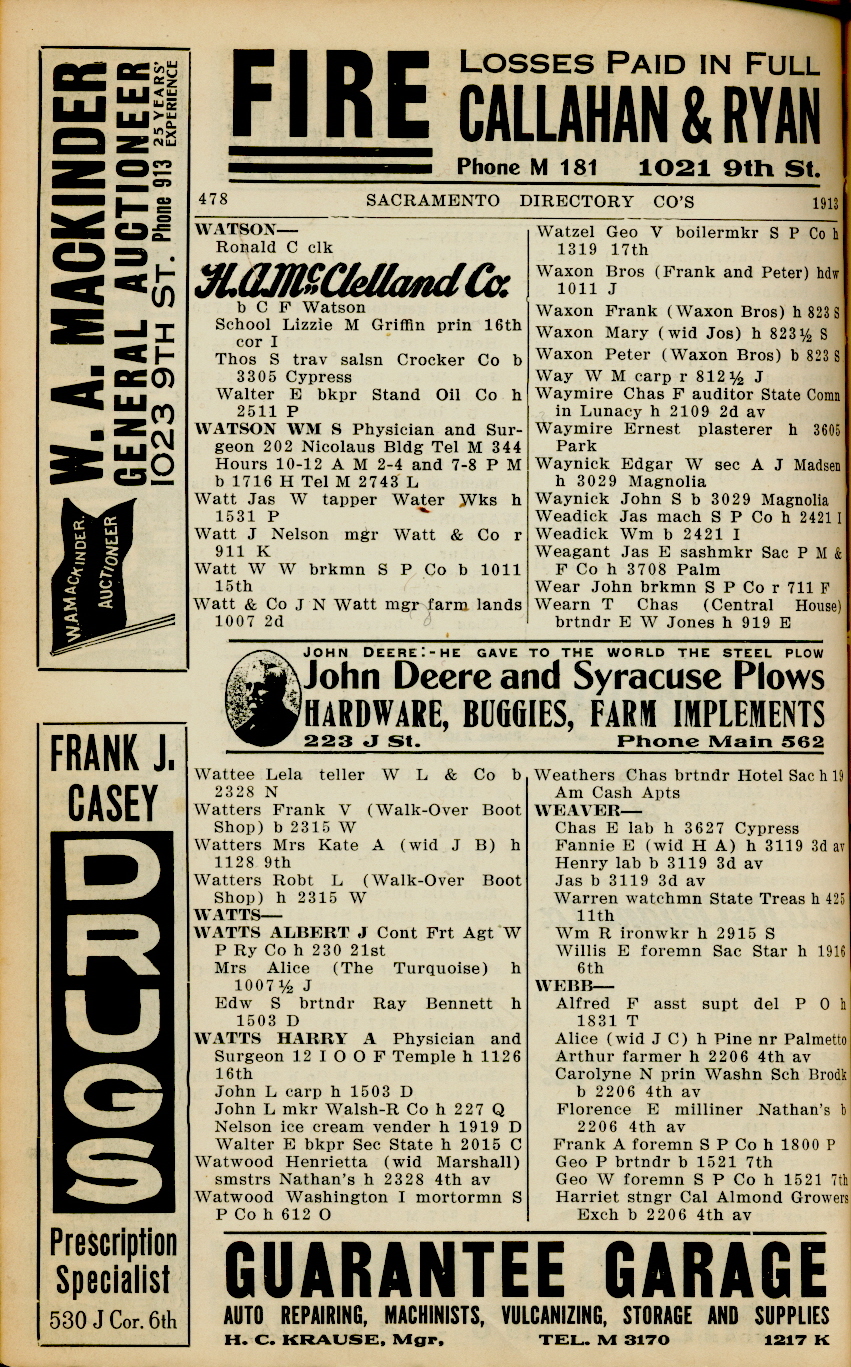 W. A. MACKINDER
GENERAL AUCTIONEER
1023 9TH ST. Phone 913 25 YEARS' EXPERIENCE
W.A.MACKINDER.
AUCTIONEER
FIRE
LOSSES PAID IN FULL
CALLAHAN & RYAN
Phone M 181 1021 9th St.
478 SACRAMENTO DIRECTORY CO'S 1913
WATSON—
Ronald C clk
H.A.McClelland Co.
b C F Watson
School Lizzie M Griffin prin 16th
cor I
Thos S trav salsn Crocker Co b
3305 Cypress
Walter E bkpr Stand Oil Co h
2511 P
WATSON WM S Physician and Sur-
geon 202 Nicolaus Bldg Tel M 344
Hours 10-12 A M 2-4 and 7-8 P M
b 1716 H Tel M 2743 L
Watt Jas W tapper Water Wks h
1531 P
Watt J Nelson mgr Watt & Co r
911 K
Watt W W brkmn S P Co b 1011
15th
Watt & Co J N Watt mgr farm lands
1007 2d
Watzel Geo V boilermkr S P Co h
1319 17th
Waxon Bros (Frank and Peter) hdw
1011 J
Waxon Frank (Waxon Bros) h 823 S
Waxon Mary (wid Jos) h 823½ S
Waxon Peter (Waxon Bros) b 823 S
Way W M carp r 812½ J
Waymire Chas F auditor State Comn
in Lunacy h 2109 2d av
Waymire Ernest plasterer h 3605
Park
Waynick Edgar W sec A J Madsen
h 3029 Magnolia
Waynick John S b 3029 Magnolia
Weadick Jas mach S P Co h 2421 I
Weadick Wm b 2421 I
Weagant Jas E sashmkr Sac P M &
F Co h 3708 Palm
Wear John brkmn S P Co r 711 F
Wearn T Chas (Central House)
brtndr E W Jones h 919 E
JOHN DEERE:-HE GAVE TO THE WORLD THE STEEL PLOW
John Deere and Syracuse Plows
HARDWARE, BUGGIES, FARM IMPLEMENTS
223 J St. Phone Main 562
FRANK J.
CASEY
DRUGS
Prescription
Specialist
530 J Cor. 6th
Wattee Lela teller W L & Co b
2328 N
Watters Frank V (Walk-Over Boot
Shop) b 2315 W
Watters Mrs Kate A (wid J B) h
1128 9th
Watters Robt L (Walk-Over Boot
Shop) h 2315 W
WATTS—
WATTS ALBERT J Cont Frt Agt W
P Ry Co h 230 21st
Mrs Alice (The Turquoise) h
1007½ J
Edw S brtndr Ray Bennett h
1503 D
WATTS HARRY A Physician and
Surgeon 12 I O O F Temple h 1126
16th
John L carp h 1503 D
John L mkr Walsh-R Co h 227 Q
Nelson ice cream vender h 1919 D
Walter E bkpr Sec State h 2015 C
Watwood Henrietta (wid Marshall)
smstrs Nathan's h 2328 4th av
Watwood Washington I mortormn S
P Co h 612 O
Weathers Chas brtndr Hotel Sac h 19
Am Cash Apts
WEAVER—
Chas E lab h 3627 Cypress
Fannie E (wid H A) h 3119 3d av
Henry lab b 3119 3d av
Jas b 3119 3d av
Warren watchmn State Treas h 425
11th
Wm R ironwkr h 2915 S
Willis E foremn Sac Star h 1916
6th
WEBB—
Alfred F asst supt del P O h
1831 T
Alice (wid J C) h Pine nr Palmetto
Arthur farmer h 2206 4th av
Carolyne N prin Washn Sch Brodk
b 2206 4th av
Florence E milliner Nathan's b
2206 4th av
Frank A foremn S P Co h 1800 P
Geo P brtndr b 1521 7th
Geo W foremn S P Co h 1521 7th
Harriet stngr Cal Almond Growers
Exch b 2206 4th av
GUARANTEE GARAGE
AUTO REPAIRING, MACHINISTS, VULCANIZING, STORAGE AND SUPPLIES
H. C. KRAUSE, Mgr, TEL. M 3170 1217 K